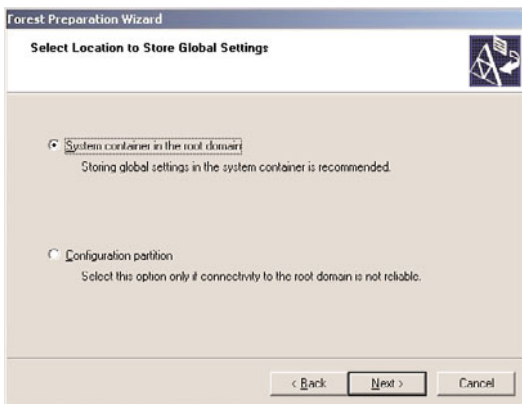 Forest Preparation Wizard
Select Location to Store Global Settings
System container in the root domain
Storing global settings in the system container is recommended.
Configuration partition
Select this option only if connectivity to the root domain is not reliable.
< Back
Next >
Cancel